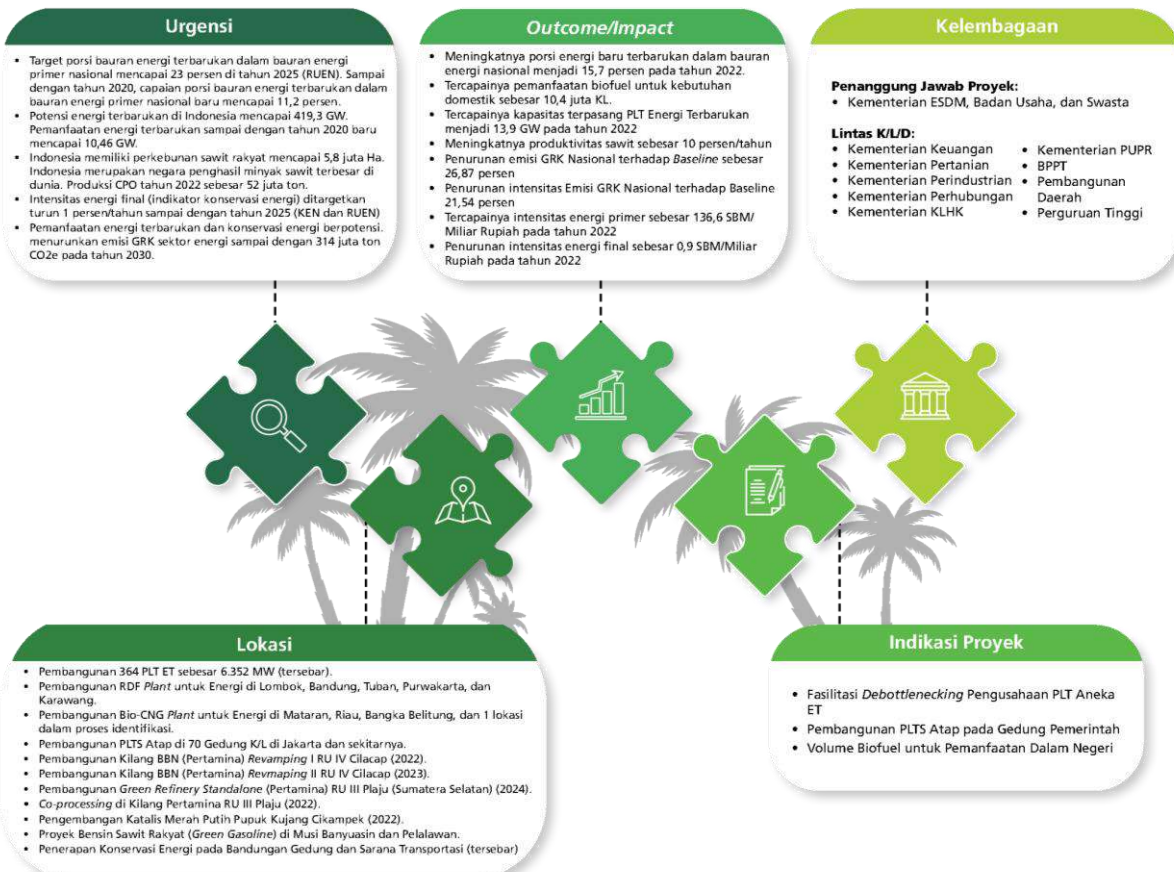 Urgensi
• Target porsi bauran energi terbarukan dalam bauran energi
primer nasional mencapai 23 persen di tahun 2025 (RUEN). Sampai
dengan tahun 2020, capaian porsi bauran energi terbarukan dalam
bauran energi primer nasional baru mencapai 11,2 persen.
• Potensi energi terbarukan di Indonesia mencapai 419,3 GW.
Pemanfaatan energi terbarukan sampai dengan tahun 2020 baru
mencapai 10,46 GW.
• Indonesia memiliki perkebunan sawit rakyat mencapai 5,8 juta Ha.
Indonesia merupakan negara penghasil minyak sawit terbesar di
dunia. Produksi CPO tahun 2022 sebesar 52 juta ton.
• Intensitas energi final (indikator konservasi energi) ditargetkan
turun 1 persen/tahun sampai dengan tahun 2025 (KEN dan RUEN)
• Pemanfaatan energi terbarukan dan konservasi energi berpotensi.
menurunkan emisi GRK sektor energi sampai dengan 314 juta ton
CO2e pada tahun 2030.
Outcome/Impact
• Meningkatnya porsi energi baru terbarukan dalam bauran
energi nasional menjadi 15,7 persen pada tahun 2022.
• Tercapainya pemanfaatan biofuel untuk kebutuhan
domestik sebesar 10,4 juta KL.
• Tercapainya kapasitas terpasang PLT Energi Terbarukan
menjadi 13,9 GW pada tahun 2022
• Meningkatnya produktivitas sawit sebesar 10 persen/tahun
• Penurunan emisi GRK Nasional terhadap Baseline sebesar
26,87 persen
• Penurunan intensitas Emisi GRK Nasional terhadap Baseline
21,54 persen
• Tercapainya intensitas energi primer sebesar 136,6 SBM/
Miliar Rupiah pada tahun 2022
• Penurunan intensitas energi final sebesar 0,9 SBM/Miliar
Rupiah pada tahun 2022
Kelembagaan
Penanggung Jawab Proyek:
• Kementerian ESDM, Badan Usaha, dan Swasta
Lintas K/L/D:
• Kementerian Keuangan
• Kementerian Pertanian
• Kementerian Perindustrian
• Kementerian Perhubungan
• Kementerian KLHK
• Kementerian PUPR
• BPPT
• Pembangunan
Daerah
• Perguruan Tinggi
Lokasi
• Pembangunan 364 PLT ET sebesar 6.352 MW (tersebar).
• Pembangunan RDF Plant untuk Energi di Lombok, Bandung, Tuban, Purwakarta, dan
Karawang.
• Pembangunan Bio-CNG Plant untuk Energi di Mataran, Riau, Bangka Belitung, dan 1 lokasi
dalam proses identifikasi.
• Pembangunan PLTS Atap di 70 Gedung K/L di Jakarta dan sekitarnya.
• Pembangunan Kilang BBN (Pertamina) Revamping I RU IV Cilacap (2022).
• Pembangunan Kilang BBN (Pertamina) Revmaping II RU IV Cilacap (2023).
• Pembangunan Green Refinery Standalone (Pertamina) RU III Plaju (Sumatera Selatan) (2024).
• Co-processing di Kilang Pertamina RU III Plaju (2022).
• Pengembangan Katalis Merah Putih Pupuk Kujang Cikampek (2022).
• Proyek Bensin Sawit Rakyat (Green Gasoline) di Musi Banyuasin dan Pelalawan.
• Penerapan Konservasi Energi pada Bandungan Gedung dan Sarana Transportasi (tersebar)
Indikasi Proyek
• Fasilitasi Debottlenecking Pengusahaan PLT Aneka
ET
• Pembangunan PLTS Atap pada Gedung Pemerintah
• Volume Biofuel untuk Pemanfaatan Dalam Negeri